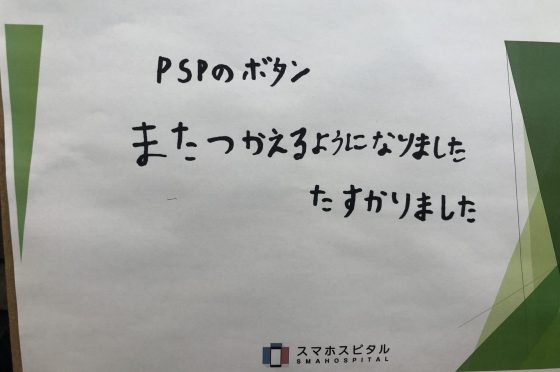 PSPのボタン
またつかえるようになりました
たすかりました
スマホスピタル
SMAHOSPITAL